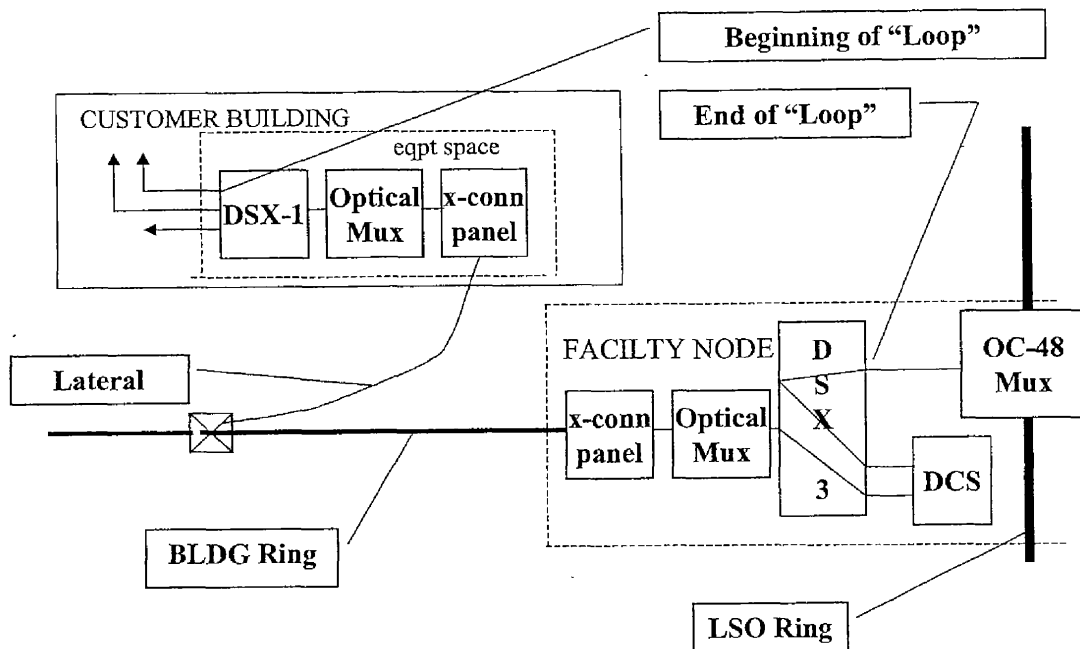 Beginning of “Loop”
CUSTOMER BUILDING
End of “Loop”
eqpt space
DSX-1
Optical
Mux
x-conn
panel
FACILTY NODE
D
S
X
3
OC-48
Mux
Lateral
x-conn
panel
Optical
Mux
DCS
BLDG Ring
LSO Ring